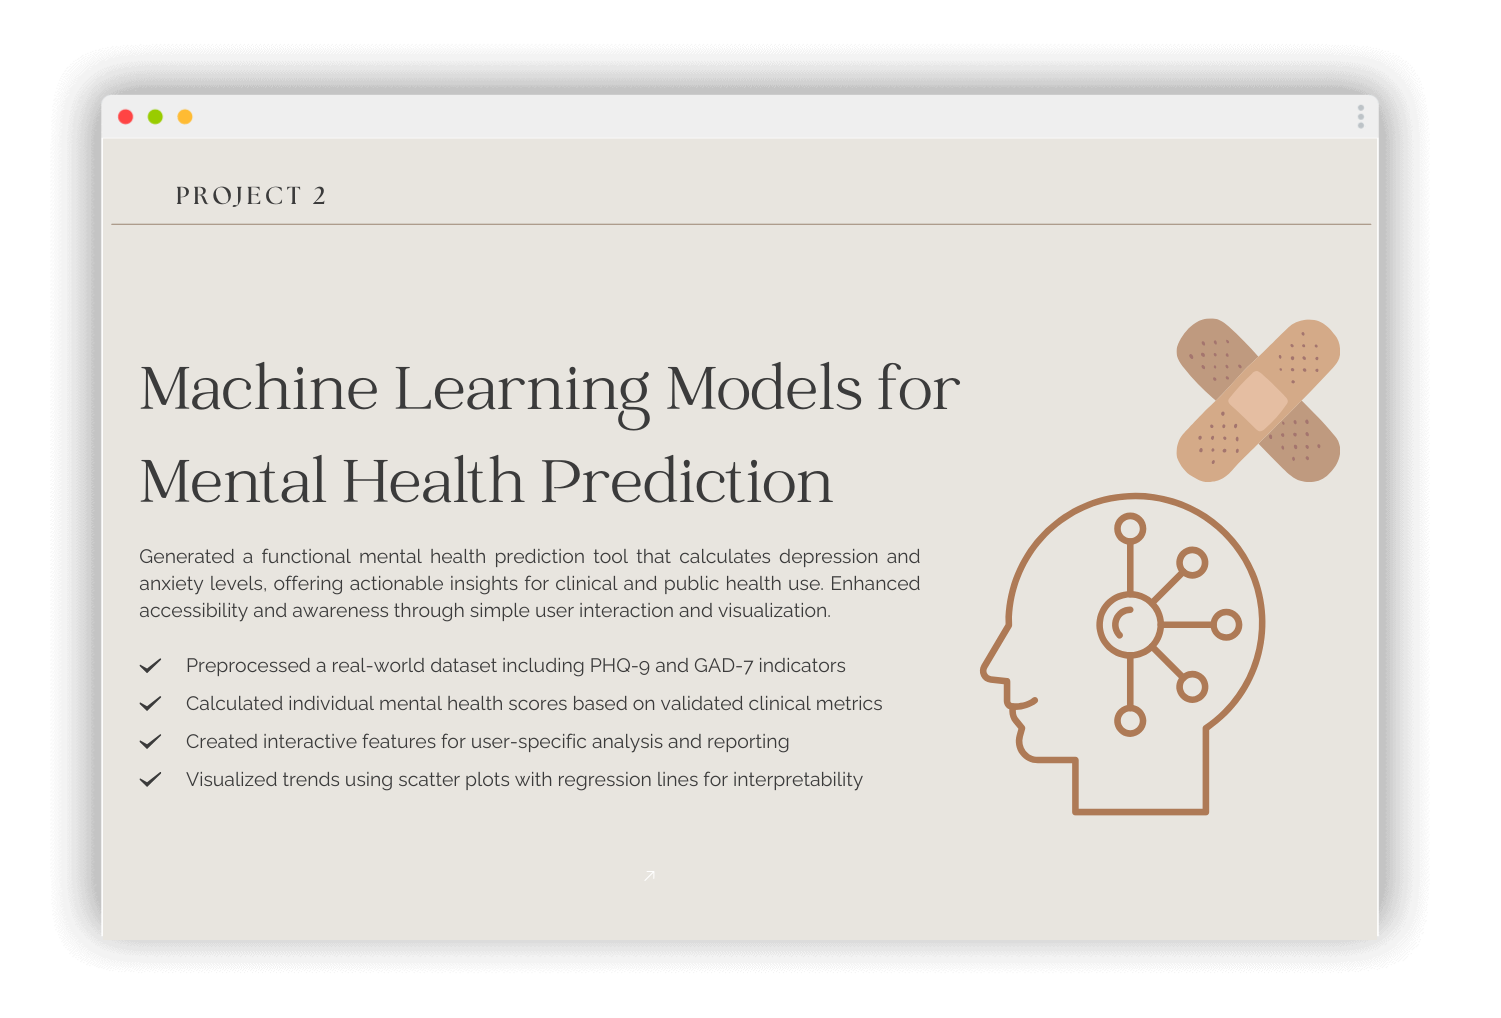 PROJECT 2
Machine Learning Models for
Mental Health Prediction
Generated a functional mental health prediction tool that calculates depression and
anxiety levels, offering actionable insights for clinical and public health use. Enhanced
accessibility and awareness through simple user interaction and visualization.
Preprocessed a real-world dataset including PHQ-9 and GAD-7 indicators
Calculated individual mental health scores based on validated clinical metrics
Created interactive features for user-specific analysis and reporting
Visualized trends using scatter plots with regression lines for interpretability